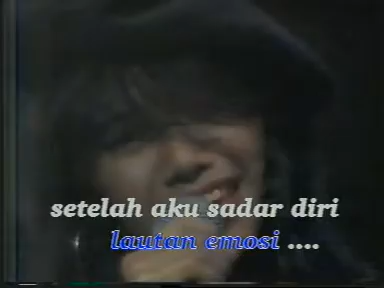 setelah aku sadar diri
lautan emosi ....